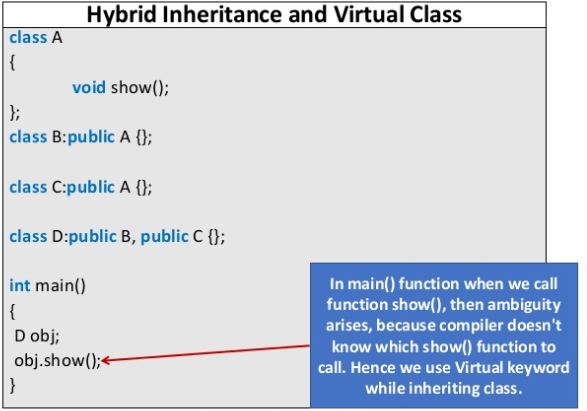 Hybrid Inheritance and Virtual Class
class A
{
void show();
};
class B:public A {};
class C:public A {};
class D:public B, public C {};
int main()
{
D obj;
obj.show();
}
In main() function when we call
function show(), then ambiguity
arises, because compiler doesn't
know which show() function to
call. Hence we use Virtual keyword
while inheriting class.